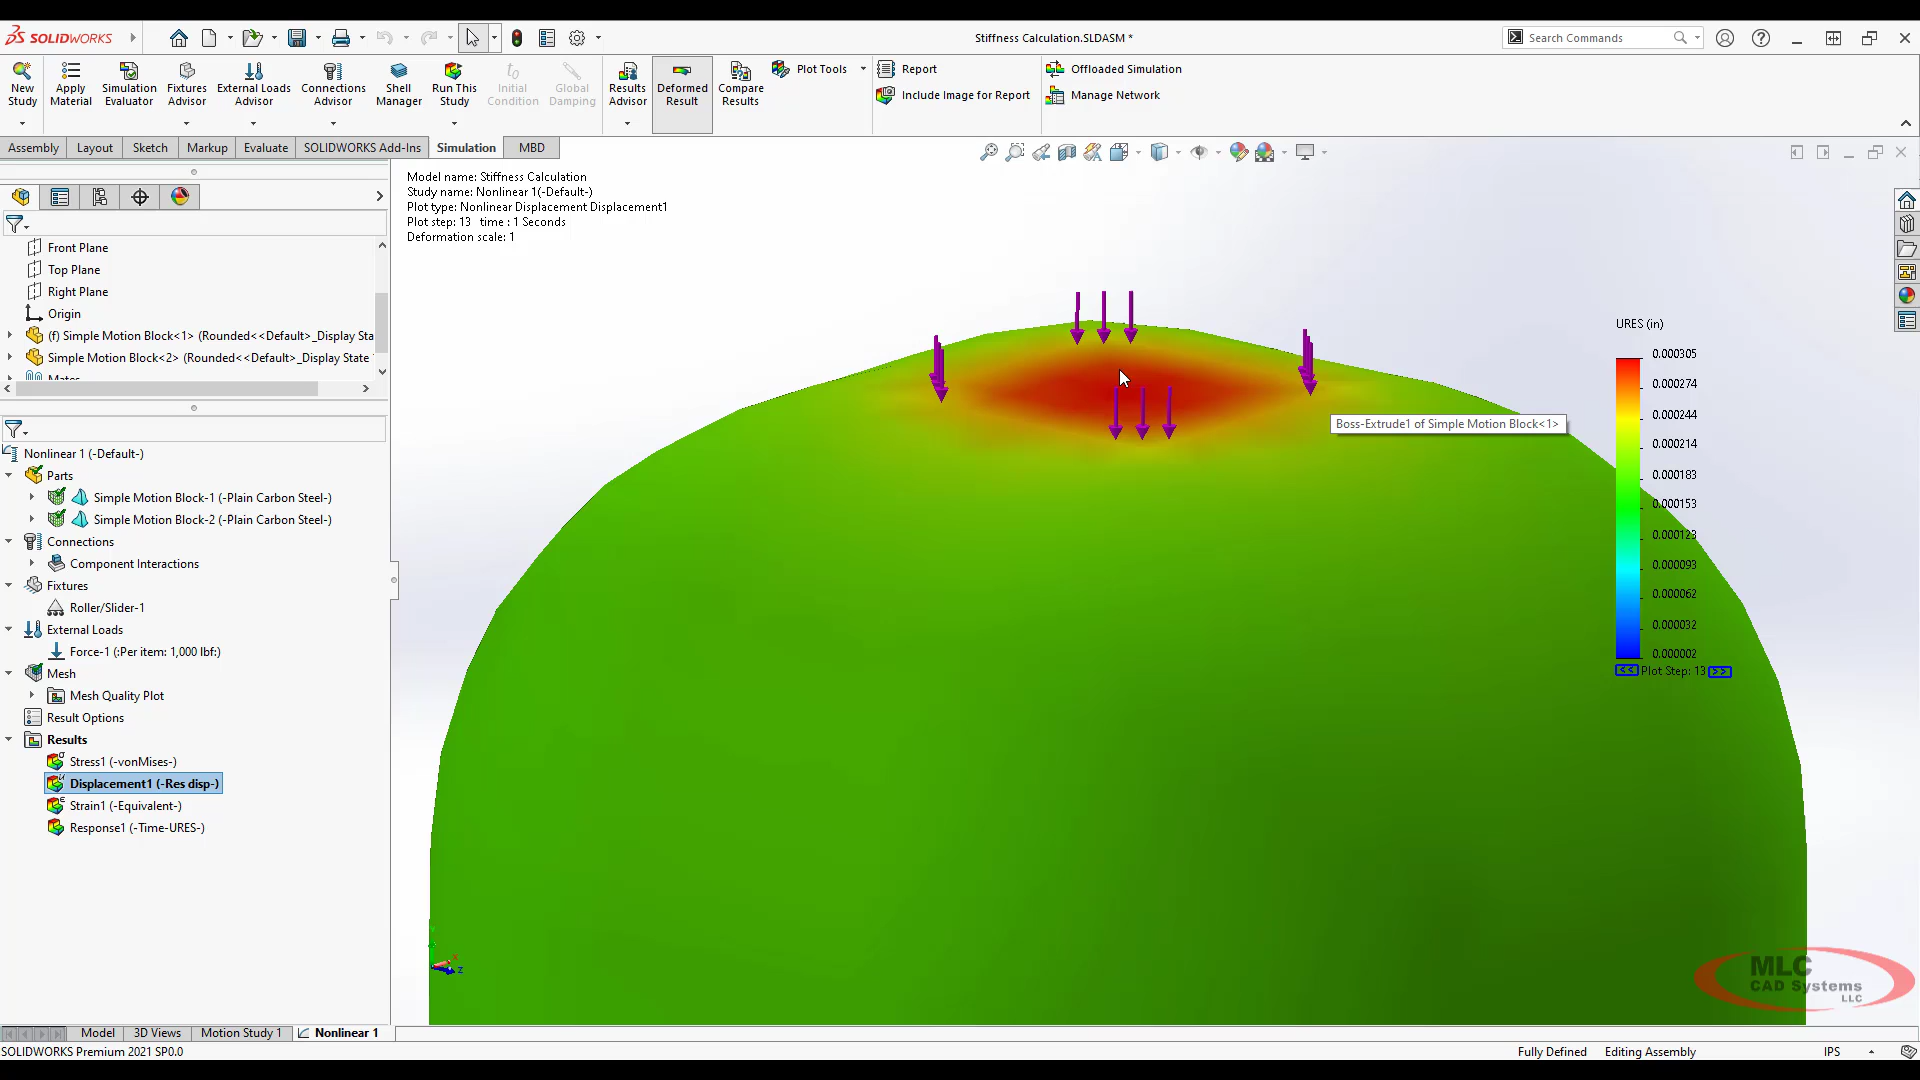 SOLIDWORKS
Stiffness Calculation.SLDASM *
Search Commands
New Study
Apply Material
Simulation Evaluator
Fixtures Advisor
External Loads Advisor
Connections Advisor
Shell Manager
Run This Study
Initial Condition
Global Damping
Results Advisor
Deformed Result
Compare Results
Plot Tools
Report
Include Image for Report
Offloaded Simulation
Manage Network
Assembly
Layout
Sketch
Markup
Evaluate
SOLIDWORKS Add-Ins
Simulation
MBD
Model name: Stiffness Calculation
Study name: Nonlinear 1(-Default-)
Plot type: Nonlinear Displacement Displacement1
Plot step: 13 time : 1 Seconds
Deformation scale: 1
Front Plane
Top Plane
Right Plane
Origin
(f) Simple Motion Block<1> (Rounded<<Default>_Display Sta
Simple Motion Block<2> (Rounded<<Default>_Display State
Mates
Nonlinear 1 (-Default-)
Parts
Simple Motion Block-1 (-Plain Carbon Steel-)
Simple Motion Block-2 (-Plain Carbon Steel-)
Connections
Component Interactions
Fixtures
Roller/Slider-1
External Loads
Force-1 (:Per item: 1,000 lbf:)
Mesh
Mesh Quality Plot
Result Options
Results
Stress1 (-vonMises-)
Displacement1 (-Res disp-)
Strain1 (-Equivalent-)
Response1 (-Time-URES-)
Boss-Extrude1 of Simple Motion Block<1>
URES (in)
0.000305
0.000274
0.000244
0.000214
0.000183
0.000153
0.000123
0.000093
0.000062
0.000032
0.000002
<< Plot Step: 13 >>
x
z
MLC
CAD Systems
LLC
Model
3D Views
Motion Study 1
Nonlinear 1
SOLIDWORKS Premium 2021 SP0.0
Fully Defined
Editing Assembly
IPS